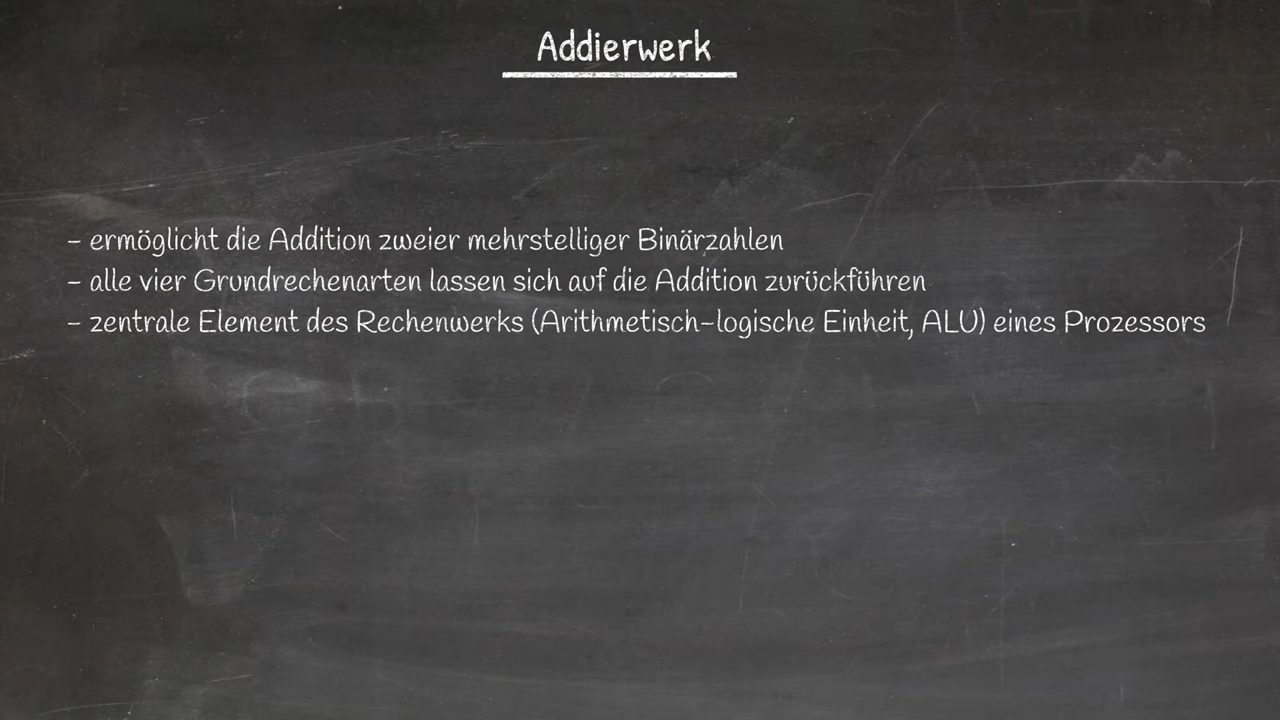 Addierwerk
- ermöglicht die Addition zweier mehrstelliger Binärzahlen
- alle vier Grundrechenarten lassen sich auf die Addition zurückführen
- zentrale Element des Rechenwerks (Arithmetisch-logische Einheit, ALU) eines Prozessors